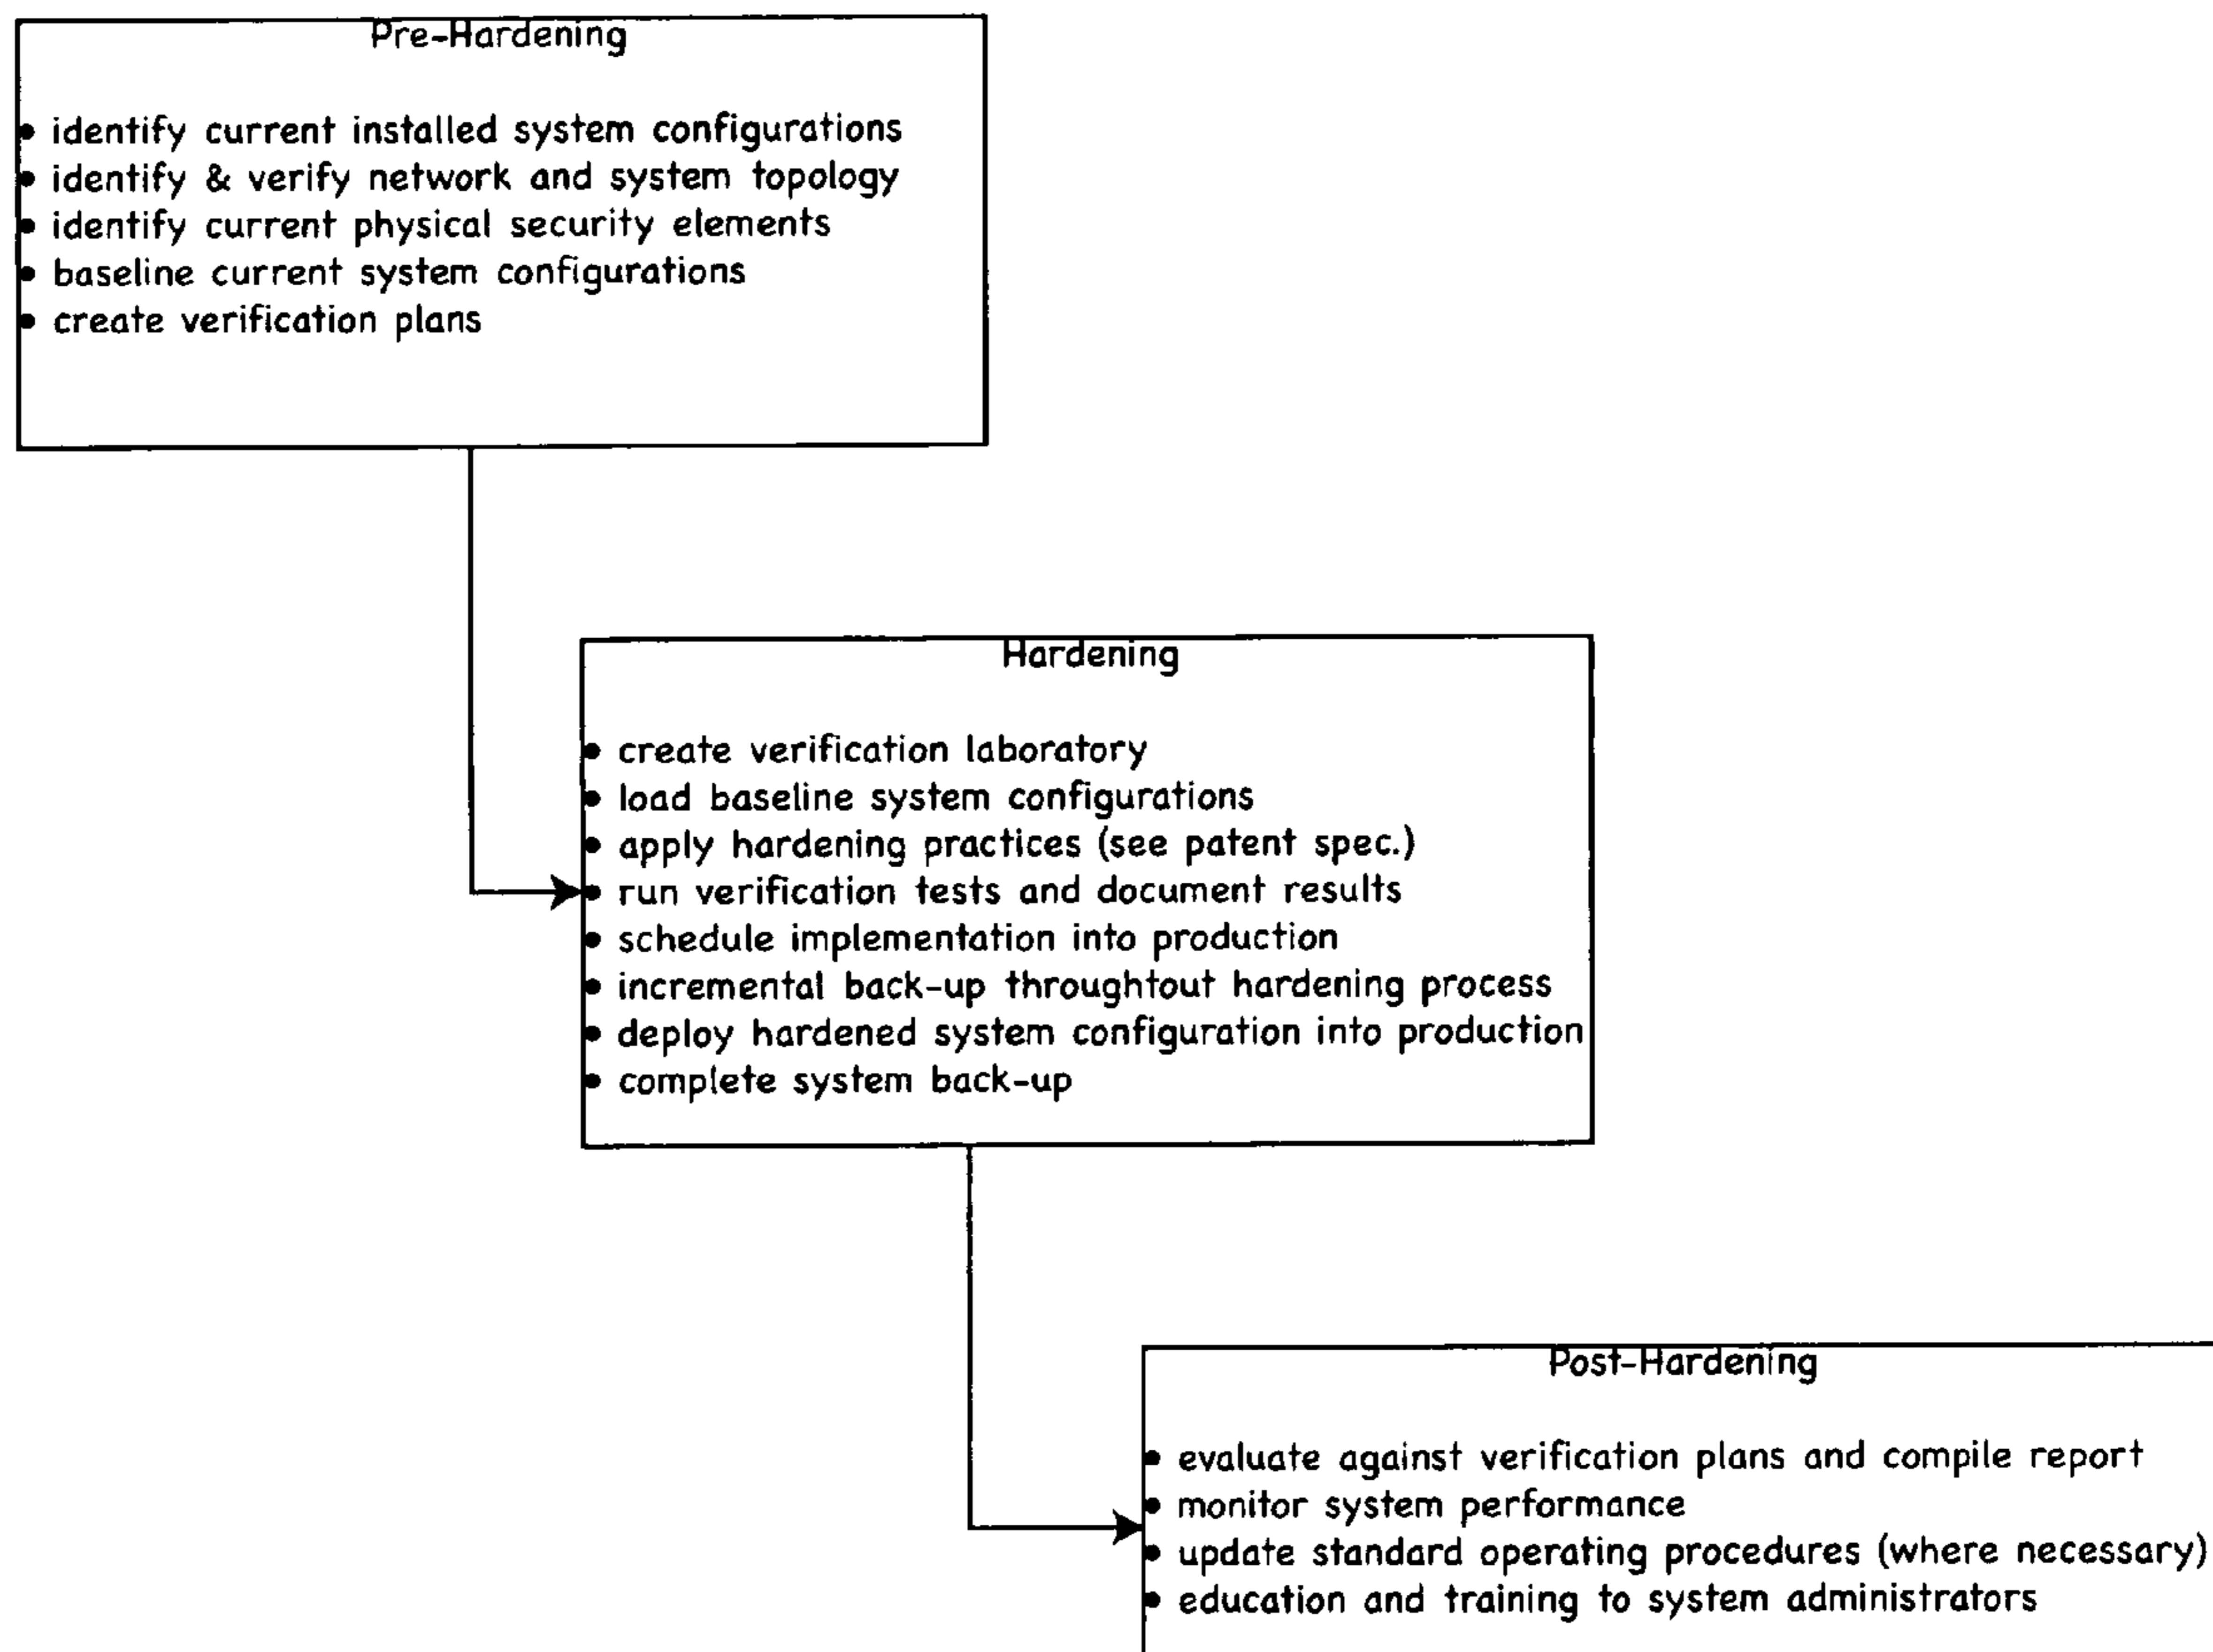 Pre-Hardening
• identify current installed system configurations
• identify & verify network and system topology
• identify current physical security elements
• baseline current system configurations
• create verification plans
Hardening
• create verification laboratory
• load baseline system configurations
• apply hardening practices (see patent spec.)
• run verification tests and document results
• schedule implementation into production
• incremental back-up throughtout hardening process
• deploy hardened system configuration into production
• complete system back-up
Post-Hardening
• evaluate against verification plans and compile report
• monitor system performance
• update standard operating procedures (where necessary)
• education and training to system administrators